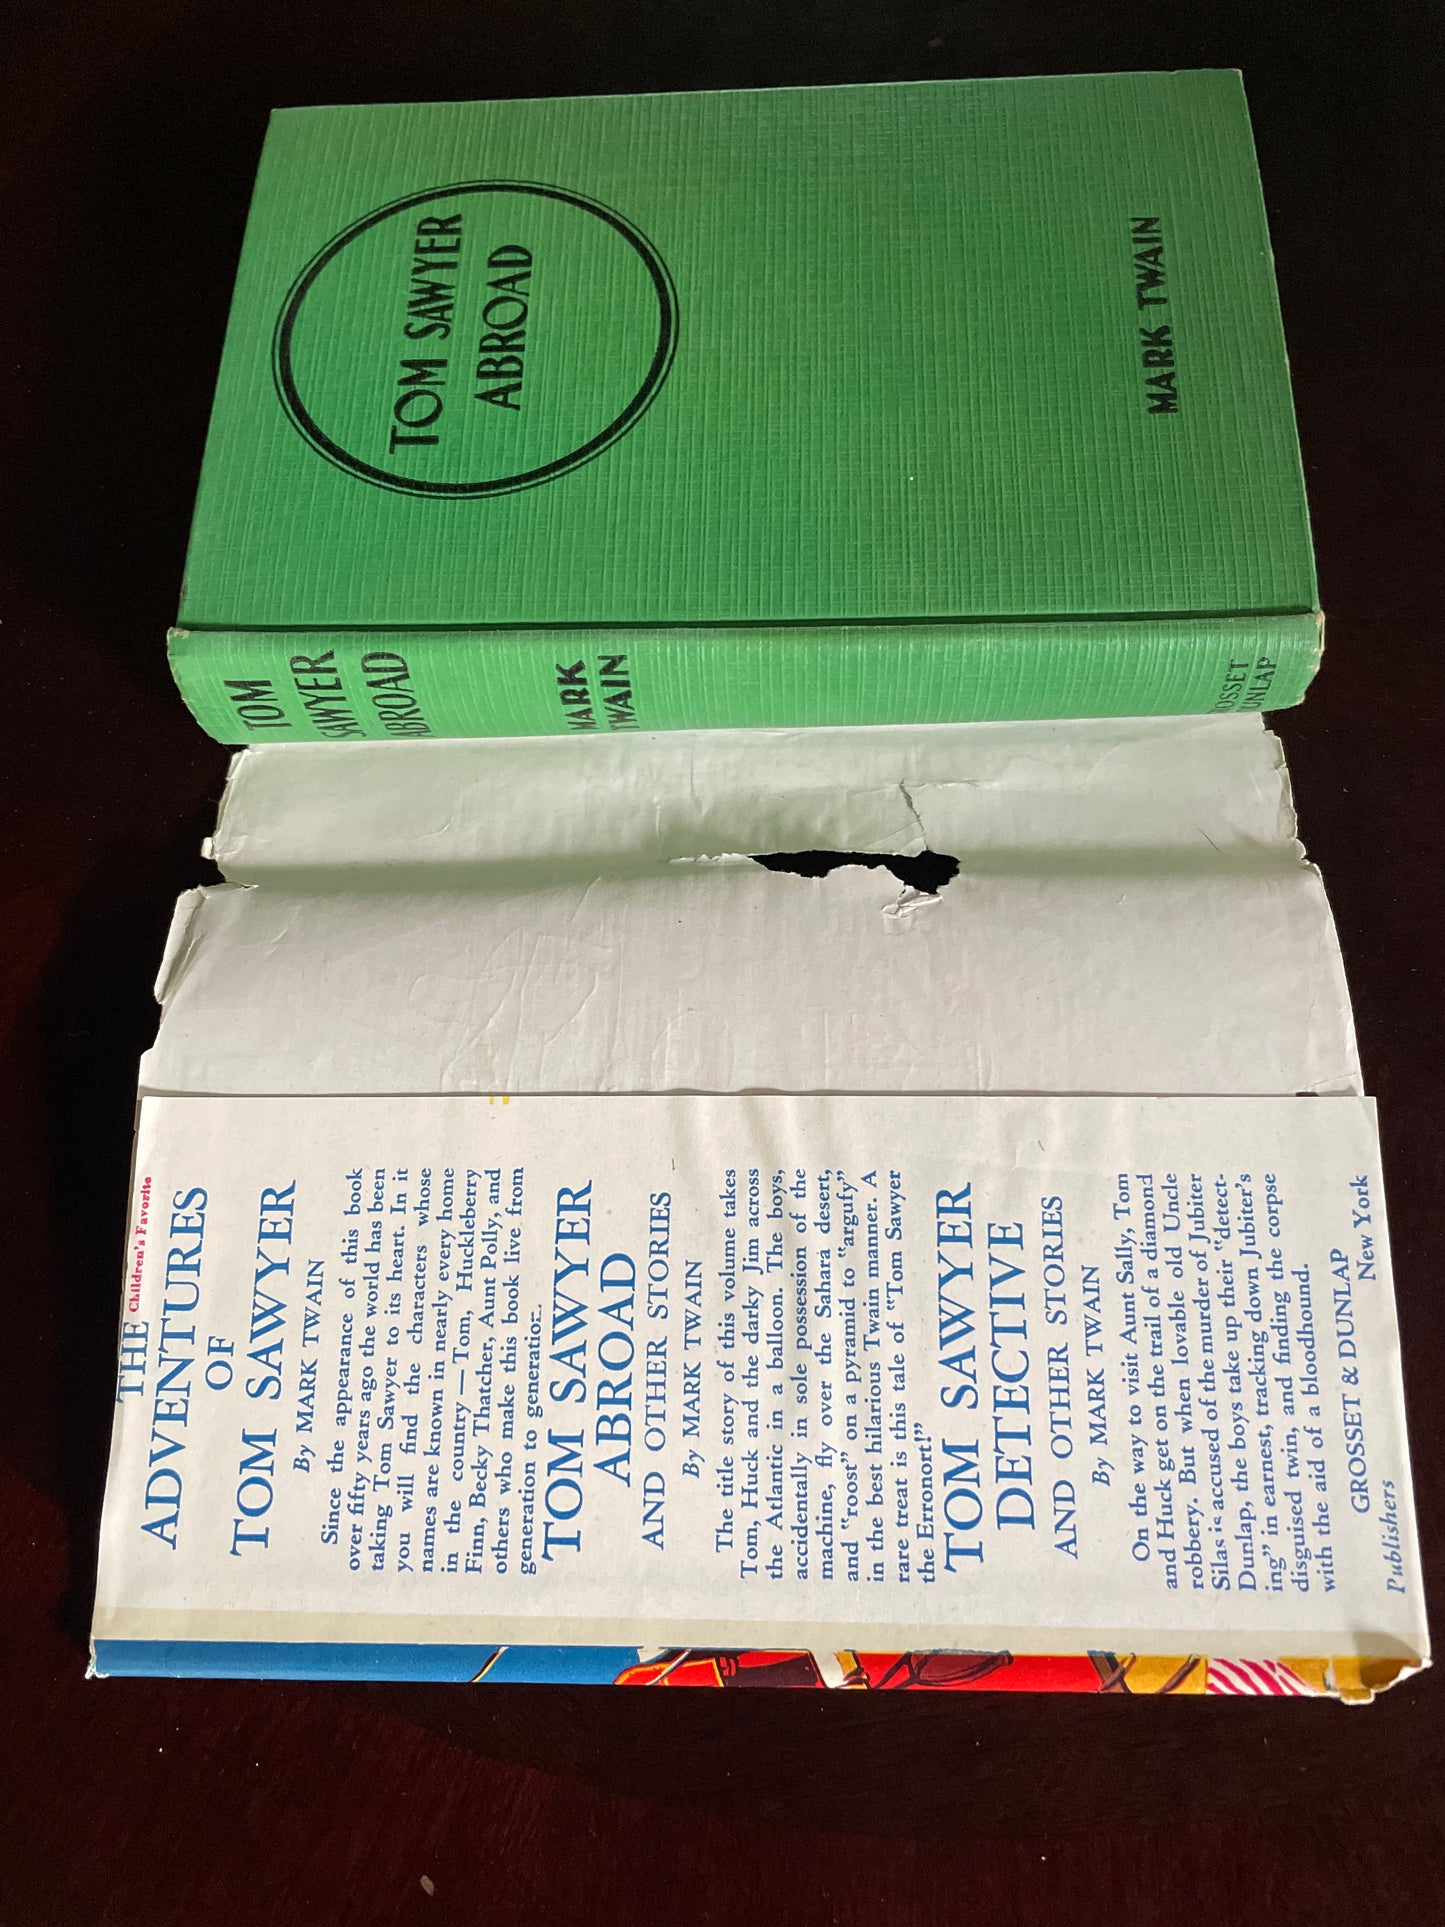 TOM SAWYER
ABROAD
MARK TWAIN
TOM
SAWYER
ABROAD
MARK
TWAIN
THE Children's Favorite
ADVENTURES
OF
TOM SAWYER
By MARK TWAIN
Since the appearance of this book
over fifty years ago the world has been
taking Tom Sawyer to its heart. In it
you will find the characters whose
names are known in nearly every home
in the country — Tom, Huckleberry
Finn, Becky Thatcher, Aunt Polly, and
others who make this book live from
generation to generation.
TOM SAWYER
ABROAD
AND OTHER STORIES
By MARK TWAIN
The title story of this volume takes
Tom, Huck and the darky Jim across
the Atlantic in a balloon. The boys,
accidentally in sole possession of the
machine, fly over the Sahara desert,
and "roost" on a pyramid to "argufy"
in the best hilarious Twain manner. A
rare treat is this tale of "Tom Sawyer
the Erronort!"
TOM SAWYER
DETECTIVE
AND OTHER STORIES
By MARK TWAIN
On the way to visit Aunt Sally, Tom
and Huck get on the trail of a diamond
robbery. But when lovable old Uncle
Silas is accused of the murder of Jubiter
Dunlap, the boys take up their "detect-
ing" in earnest, tracking down Jubiter's
disguised twin, and finding the corpse
with the aid of a bloodhound.
GROSSET & DUNLAP
Publishers New York